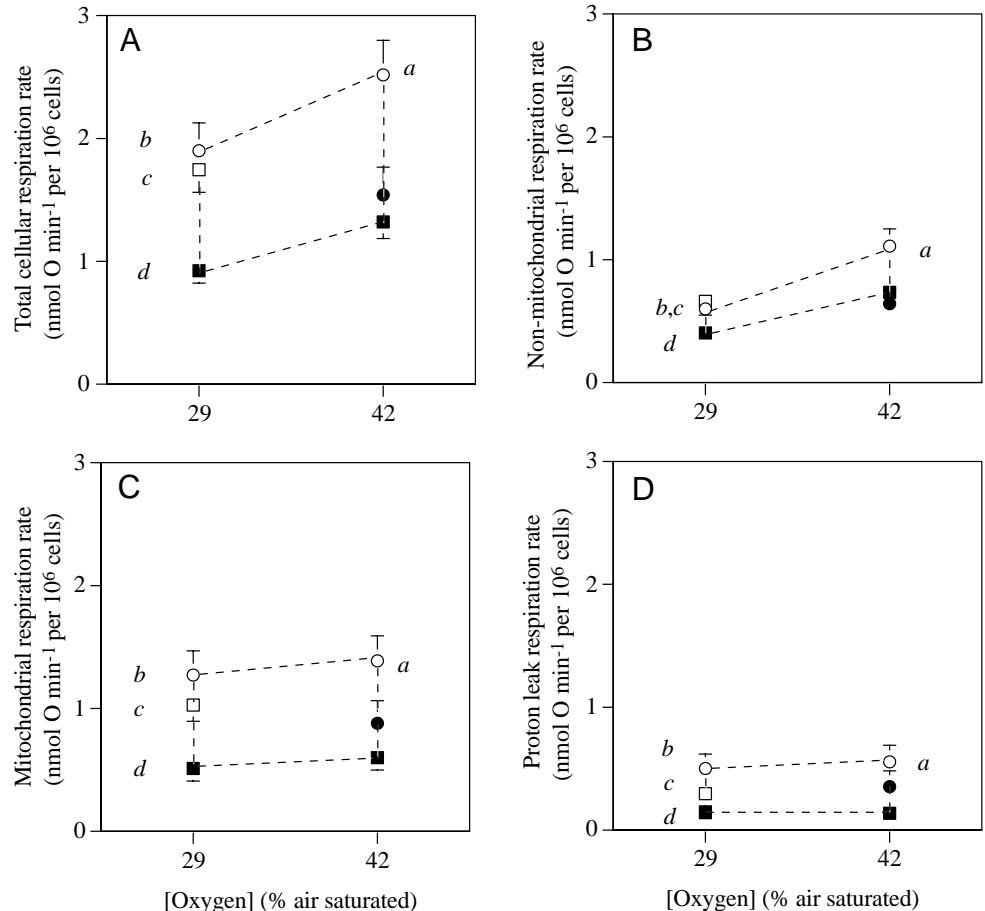 A
Total cellular respiration rate
(nmol O min-1 per 106 cells)
3
2
1
0
a
b
c
d
29
42
B
Non-mitochondrial respiration rate
(nmol O min-1 per 106 cells)
3
2
1
0
a
b,c
d
29
42
C
Mitochondrial respiration rate
(nmol O min-1 per 106 cells)
3
2
1
0
a
b
c
d
29
42
[Oxygen] (% air saturated)
D
Proton leak respiration rate
(nmol O min-1 per 106 cells)
3
2
1
0
b
a
c
d
29
42
[Oxygen] (% air saturated)